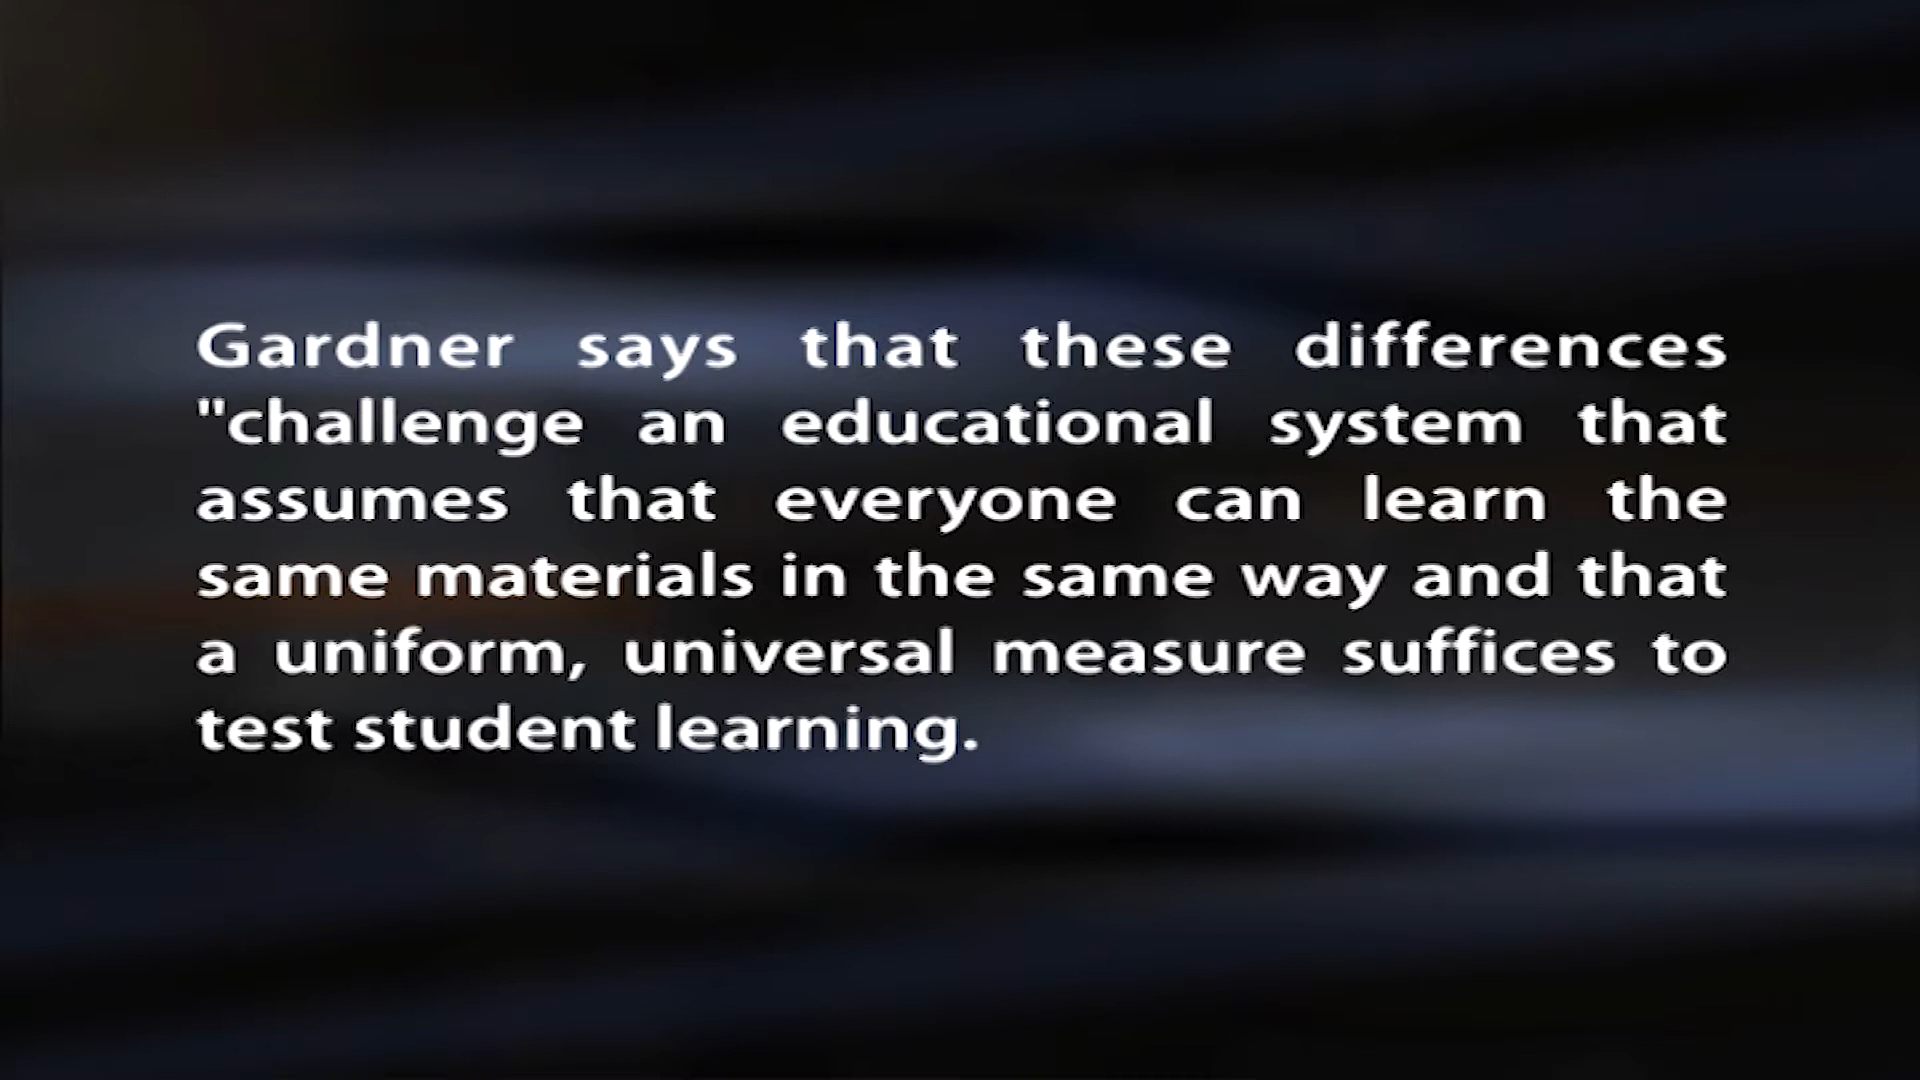 Gardner says that these differences
"challenge an educational system that
assumes that everyone can learn the
same materials in the same way and that
a uniform, universal measure suffices to
test student learning.